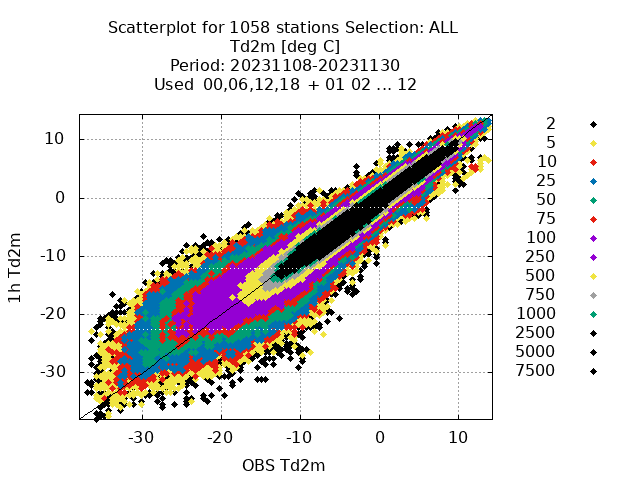 Scatterplot for 1058 stations Selection: ALL
Td2m [deg C]
Period: 20231108-20231130
Used 00,06,12,18 + 01 02 ... 12
1h Td2m
10
0
-10
-20
-30
-30 -20 -10 0 10
OBS Td2m
2
5
10
25
50
75
100
250
500
750
1000
2500
5000
7500